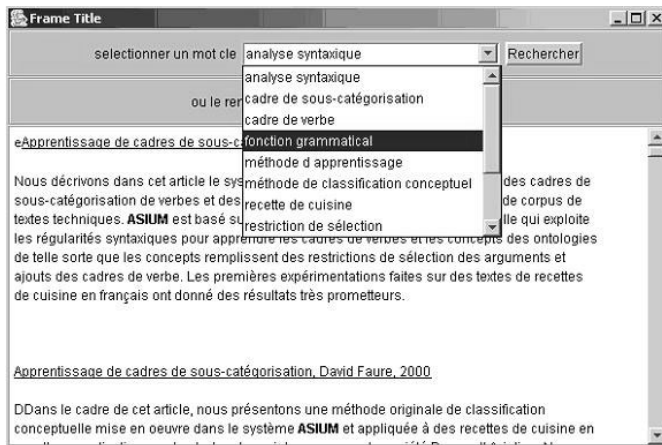 Frame Title
selectionner un mot cle analyse syntaxique Rechercher
analyse syntaxique
ou le rer cadre de sous-catégorisation
cadre de verbe
eApprentissage de cadres de sous-c fonction grammatical
méthode d apprentissage
Nous décrivons dans cet article le sys méthode de classification conceptuel des cadres de
sous-catégorisation de verbes et des recette de cuisine de corpus de
textes techniques. ASIUM est basé su restriction de sélection lle qui exploite
les régularités syntaxiques pour apprendre les cadres de verbes et les concepts des ontologies
de telle sorte que les concepts remplissent des restrictions de sélection des arguments et
ajouts des cadres de verbe. Les premières expérimentations faites sur des textes de recettes
de cuisine en français ont donné des résultats très prometteurs.
Apprentissage de cadres de sous-catégorisation, David Faure, 2000
DDans le cadre de cet article, nous présentons une méthode originale de classification
conceptuelle mise en oeuvre dans le système ASIUM et appliquée à des recettes de cuisine en